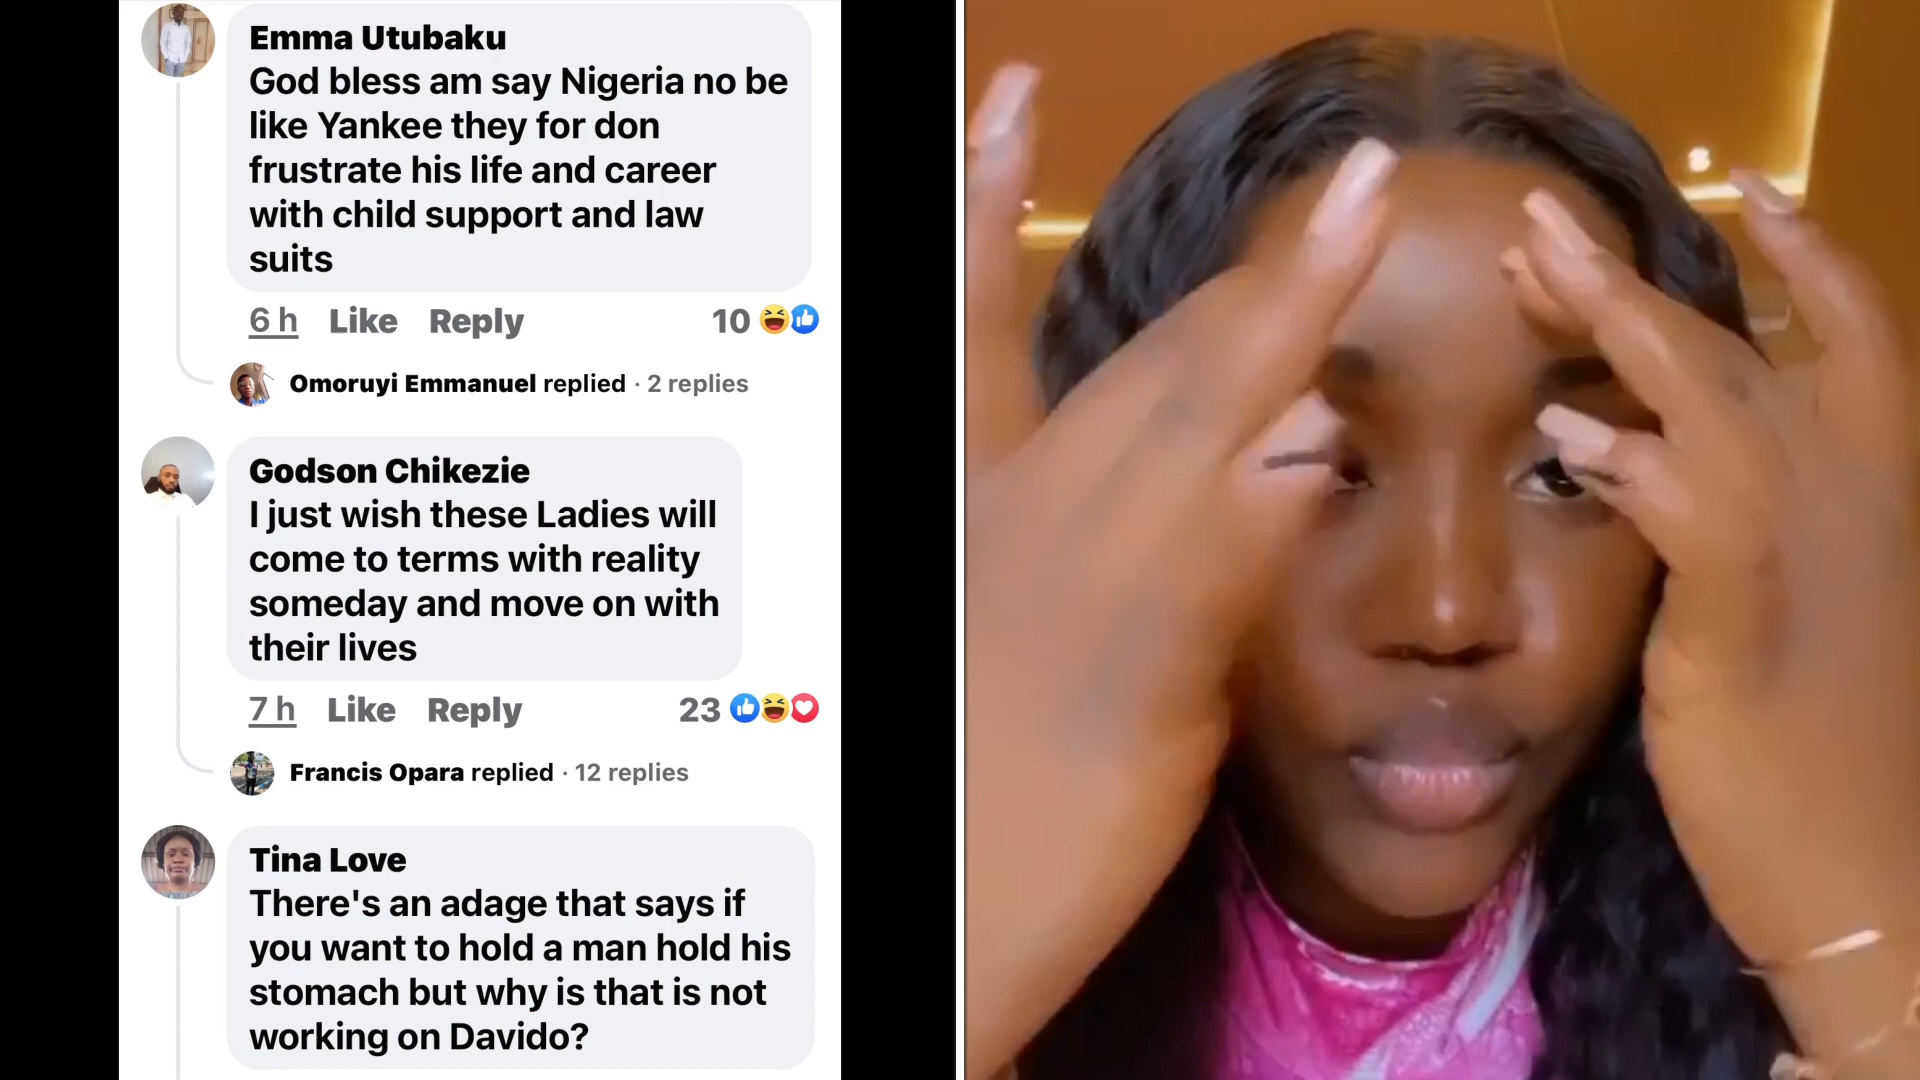 Emma Utubaku
God bless am say Nigeria no be
like Yankee they for don
frustrate his life and career
with child support and law
suits
6 h Like Reply 10
Omoruyi Emmanuel replied · 2 replies
Godson Chikezie
I just wish these Ladies will
come to terms with reality
someday and move on with
their lives
7 h Like Reply 23
Francis Opara replied · 12 replies
Tina Love
There's an adage that says if
you want to hold a man hold his
stomach but why is that is not
working on Davido?